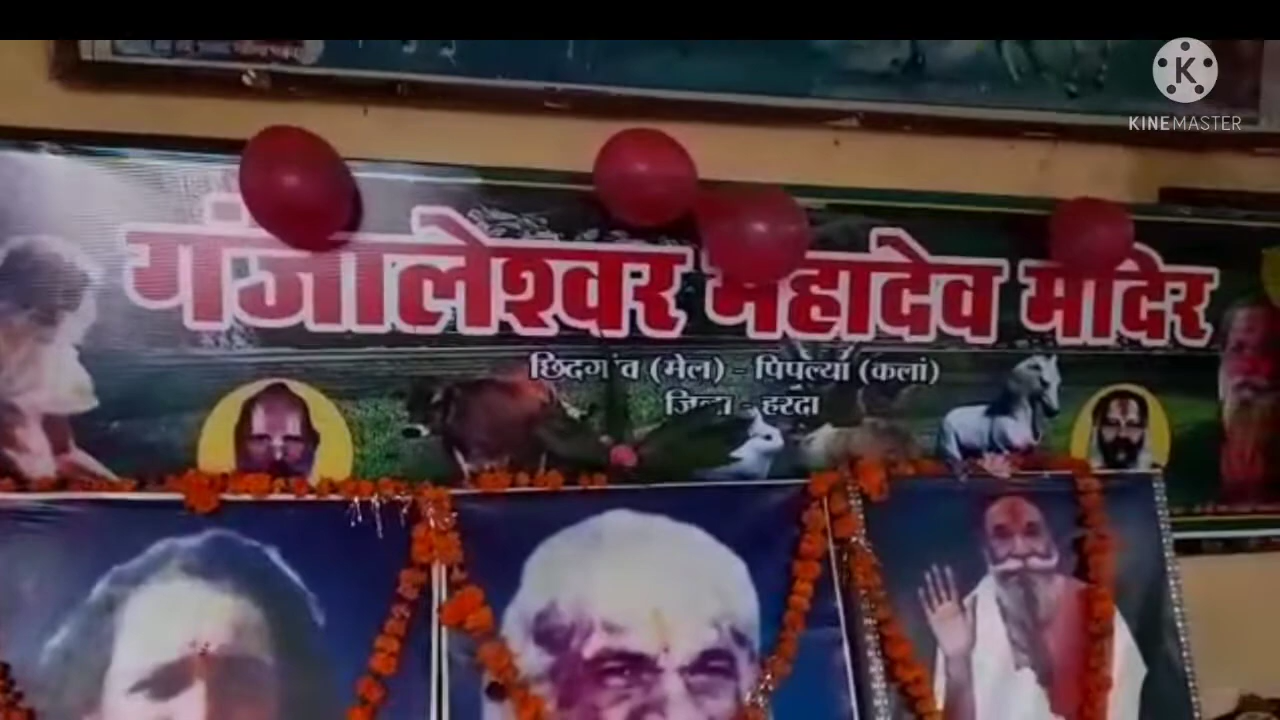 KINEMASTER
गंजालेश्वर महादेव मंदिर
छिदगांव (मेल) - पिपल्या (कलां)
जिला - हरदा